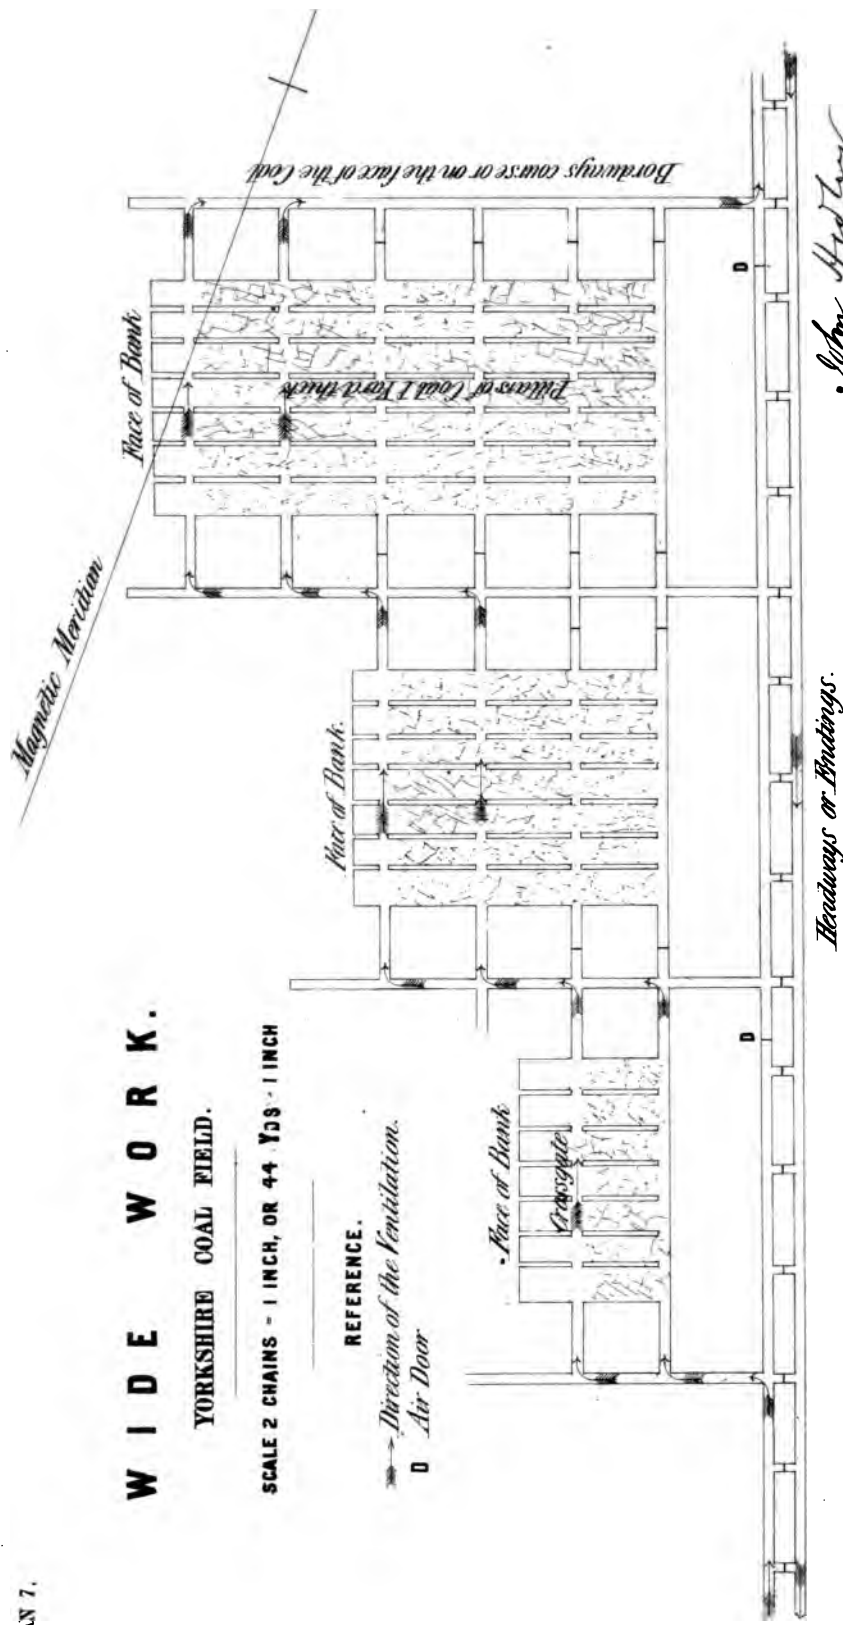 WIDE WORK.
YORKSHIRE COAL FIELD.
SCALE 2 CHAINS = 1 INCH, OR 44 YDS = 1 INCH
REFERENCE.
Direction of the Ventilation.
D Air Door
Magnetic Meridian
Face of Bank
Face of Bank.
Face of Bank
Crossgate
Pillars of Coal 1 Yard thick
Bordways course or on the face of the Coal
D
D
Headways or Endings.
John
7.